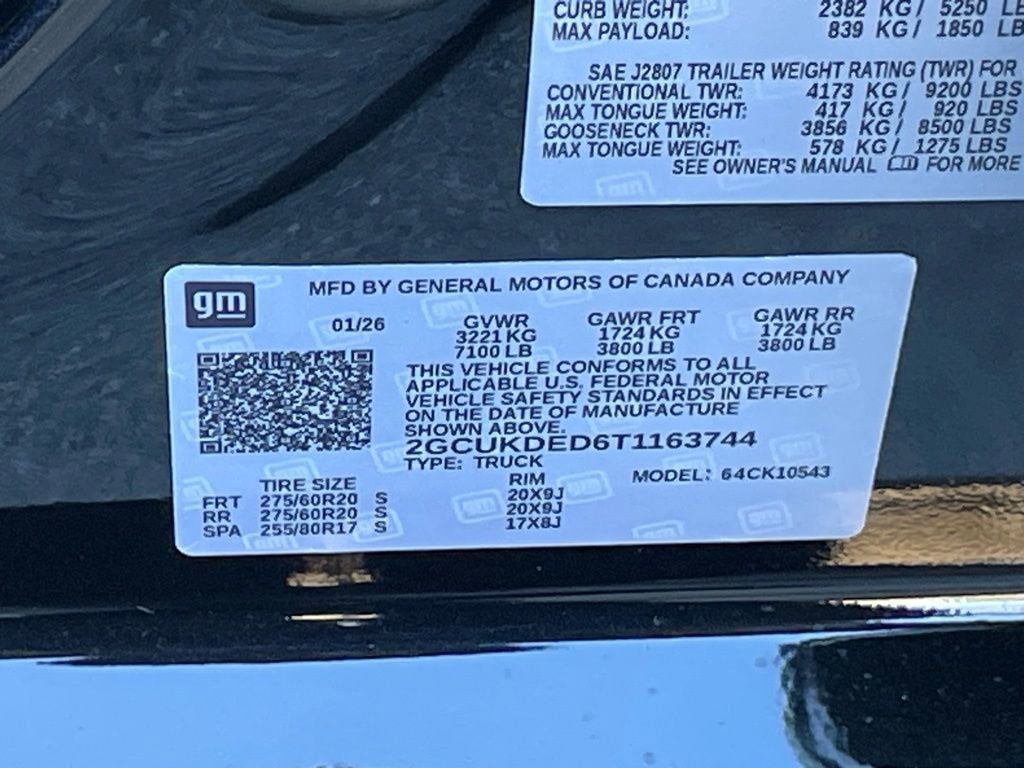 CURB WEIGHT: 2382 KG / 5250
MAX PAYLOAD: 839 KG / 1850 LB
SAE J2807 TRAILER WEIGHT RATING (TWR) FOR
CONVENTIONAL TWR: 4173 KG / 9200 LBS
MAX TONGUE WEIGHT: 417 KG / 920 LBS
GOOSENECK TWR: 3856 KG / 8500 LBS
MAX TONGUE WEIGHT: 578 KG / 1275 LBS
SEE OWNER'S MANUAL FOR MORE
gm
MFD BY GENERAL MOTORS OF CANADA COMPANY
01/26 GVWR GAWR FRT GAWR RR
3221 KG 1724 KG 1724 KG
7100 LB 3800 LB 3800 LB
THIS VEHICLE CONFORMS TO ALL
APPLICABLE U.S. FEDERAL MOTOR
VEHICLE SAFETY STANDARDS IN EFFECT
ON THE DATE OF MANUFACTURE
SHOWN ABOVE.
2GCUKDED6T1163744
TYPE: TRUCK MODEL: 64CK10543
TIRE SIZE RIM
FRT 275/60R20 S 20X9J
RR 275/60R20 S 20X9J
SPA 255/80R17 S 17X8J